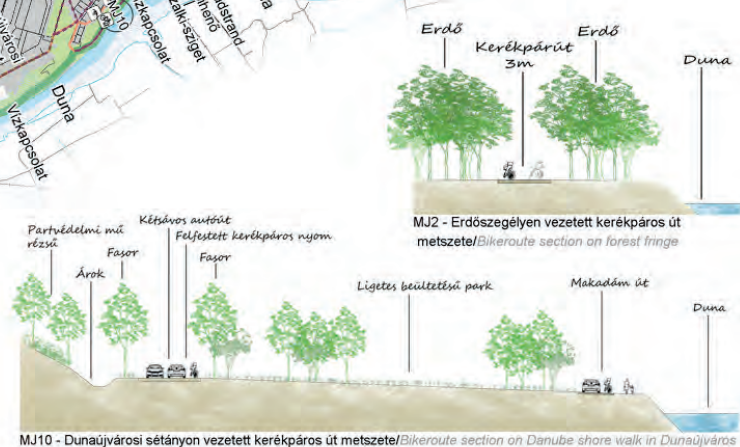 MJ10
Vízkapcsolat
Duna
Vízkapcsolat
Erdő
Erdő
Kerékpárút
3m
Duna
MJ2 - Erdőszegélyen vezetett kerékpáros út
metszete/Bikeroute section on forest fringe
Partvédelmi mű
rézsű
Árok
Fasor
Kétsávos autóút
Felfestett kerékpáros nyom
Fasor
Ligetes beültetésű park
Makadám út
Duna
MJ10 - Dunaújvárosi sétányon vezetett kerékpáros út metszete/Bikeroute section on Danube shore walk in Dunaújváros